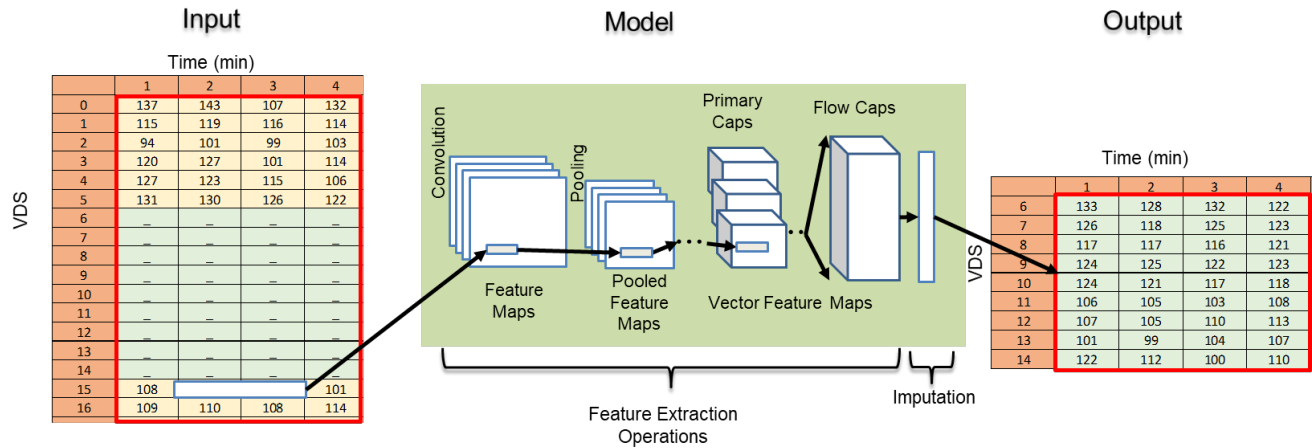 Input
Model
Output
Time (min)
1 2 3 4
0 137 143 107 132
1 115 119 116 114
2 94 101 99 103
3 120 127 101 114
4 127 123 115 106
5 131 130 126 122
6 _ _ _ _
7 _ _ _ _
8 _ _ _ _
9 _ _ _ _
10 _ _ _ _
11 _ _ _ _
12 _ _ _ _
13 _ _ _ _
14 _ _ _ _
15 108 101
16 109 110 108 114
VDS
Convolution
Pooling
Primary
Caps
Flow Caps
Feature
Maps
Pooled
Feature
Maps
Vector Feature Maps
Feature Extraction
Operations
Imputation
Time (min)
VDS
1 2 3 4
6 133 128 132 122
7 126 118 125 123
8 117 117 116 121
9 124 125 122 123
10 124 121 117 118
11 106 105 103 108
12 107 105 110 113
13 101 99 104 107
14 122 112 100 110